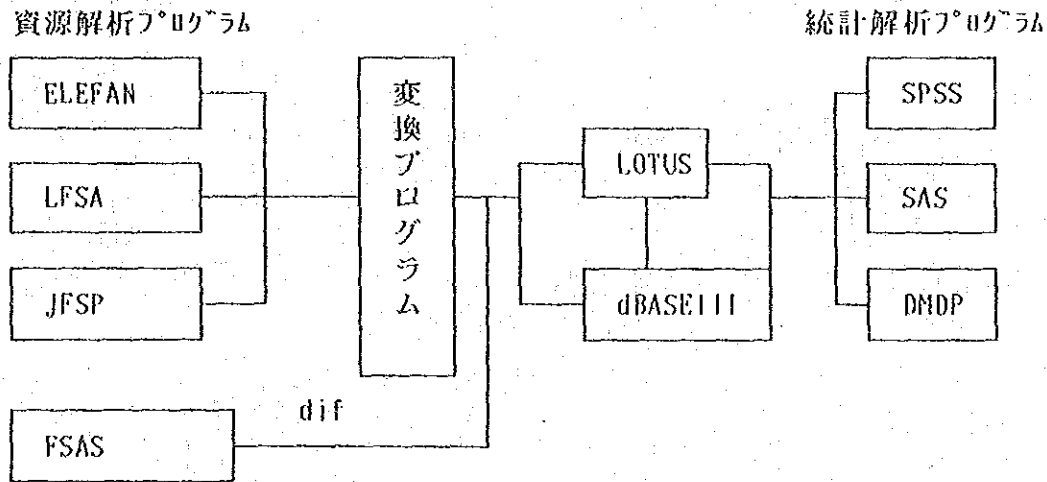 資源解析ﾌﾟﾛｸﾞﾗﾑ
統計解析ﾌﾟﾛｸﾞﾗﾑ
ELEFAN
LFSA
JFSP
FSAS
変換プログラム
dif
LOTUS
dBASEIII
SPSS
SAS
DMDP